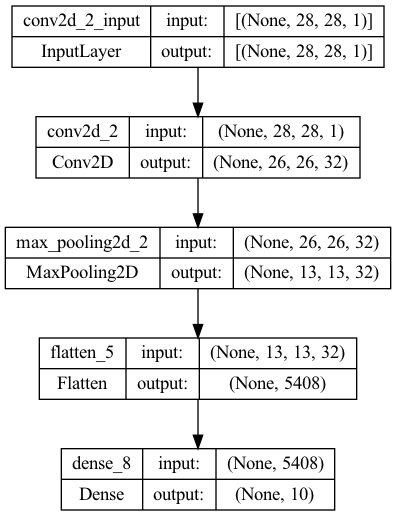 conv2d_2_input input: [(None, 28, 28, 1)]
InputLayer output: [(None, 28, 28, 1)]
conv2d_2 input: (None, 28, 28, 1)
Conv2D output: (None, 26, 26, 32)
max_pooling2d_2 input: (None, 26, 26, 32)
MaxPooling2D output: (None, 13, 13, 32)
flatten_5 input: (None, 13, 13, 32)
Flatten output: (None, 5408)
dense_8 input: (None, 5408)
Dense output: (None, 10)